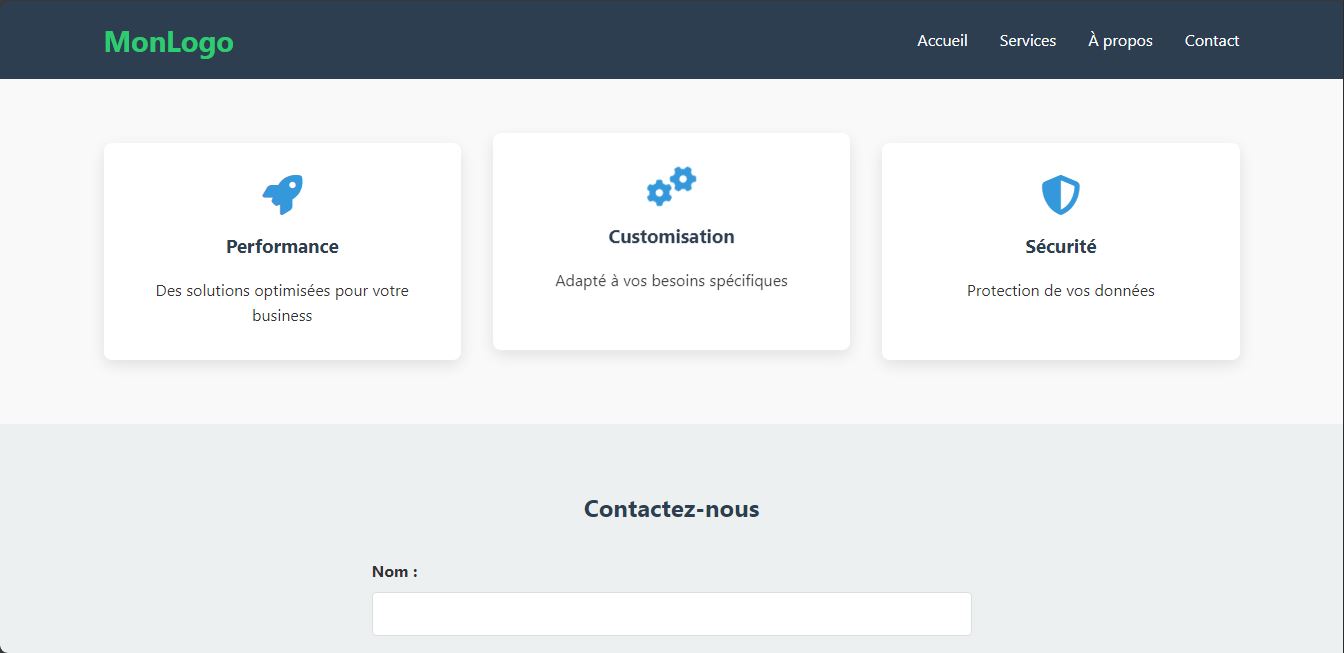 MonLogo
Accueil
Services
À propos
Contact
Performance
Des solutions optimisées pour votre
business
Customisation
Adapté à vos besoins spécifiques
Sécurité
Protection de vos données
Contactez-nous
Nom :